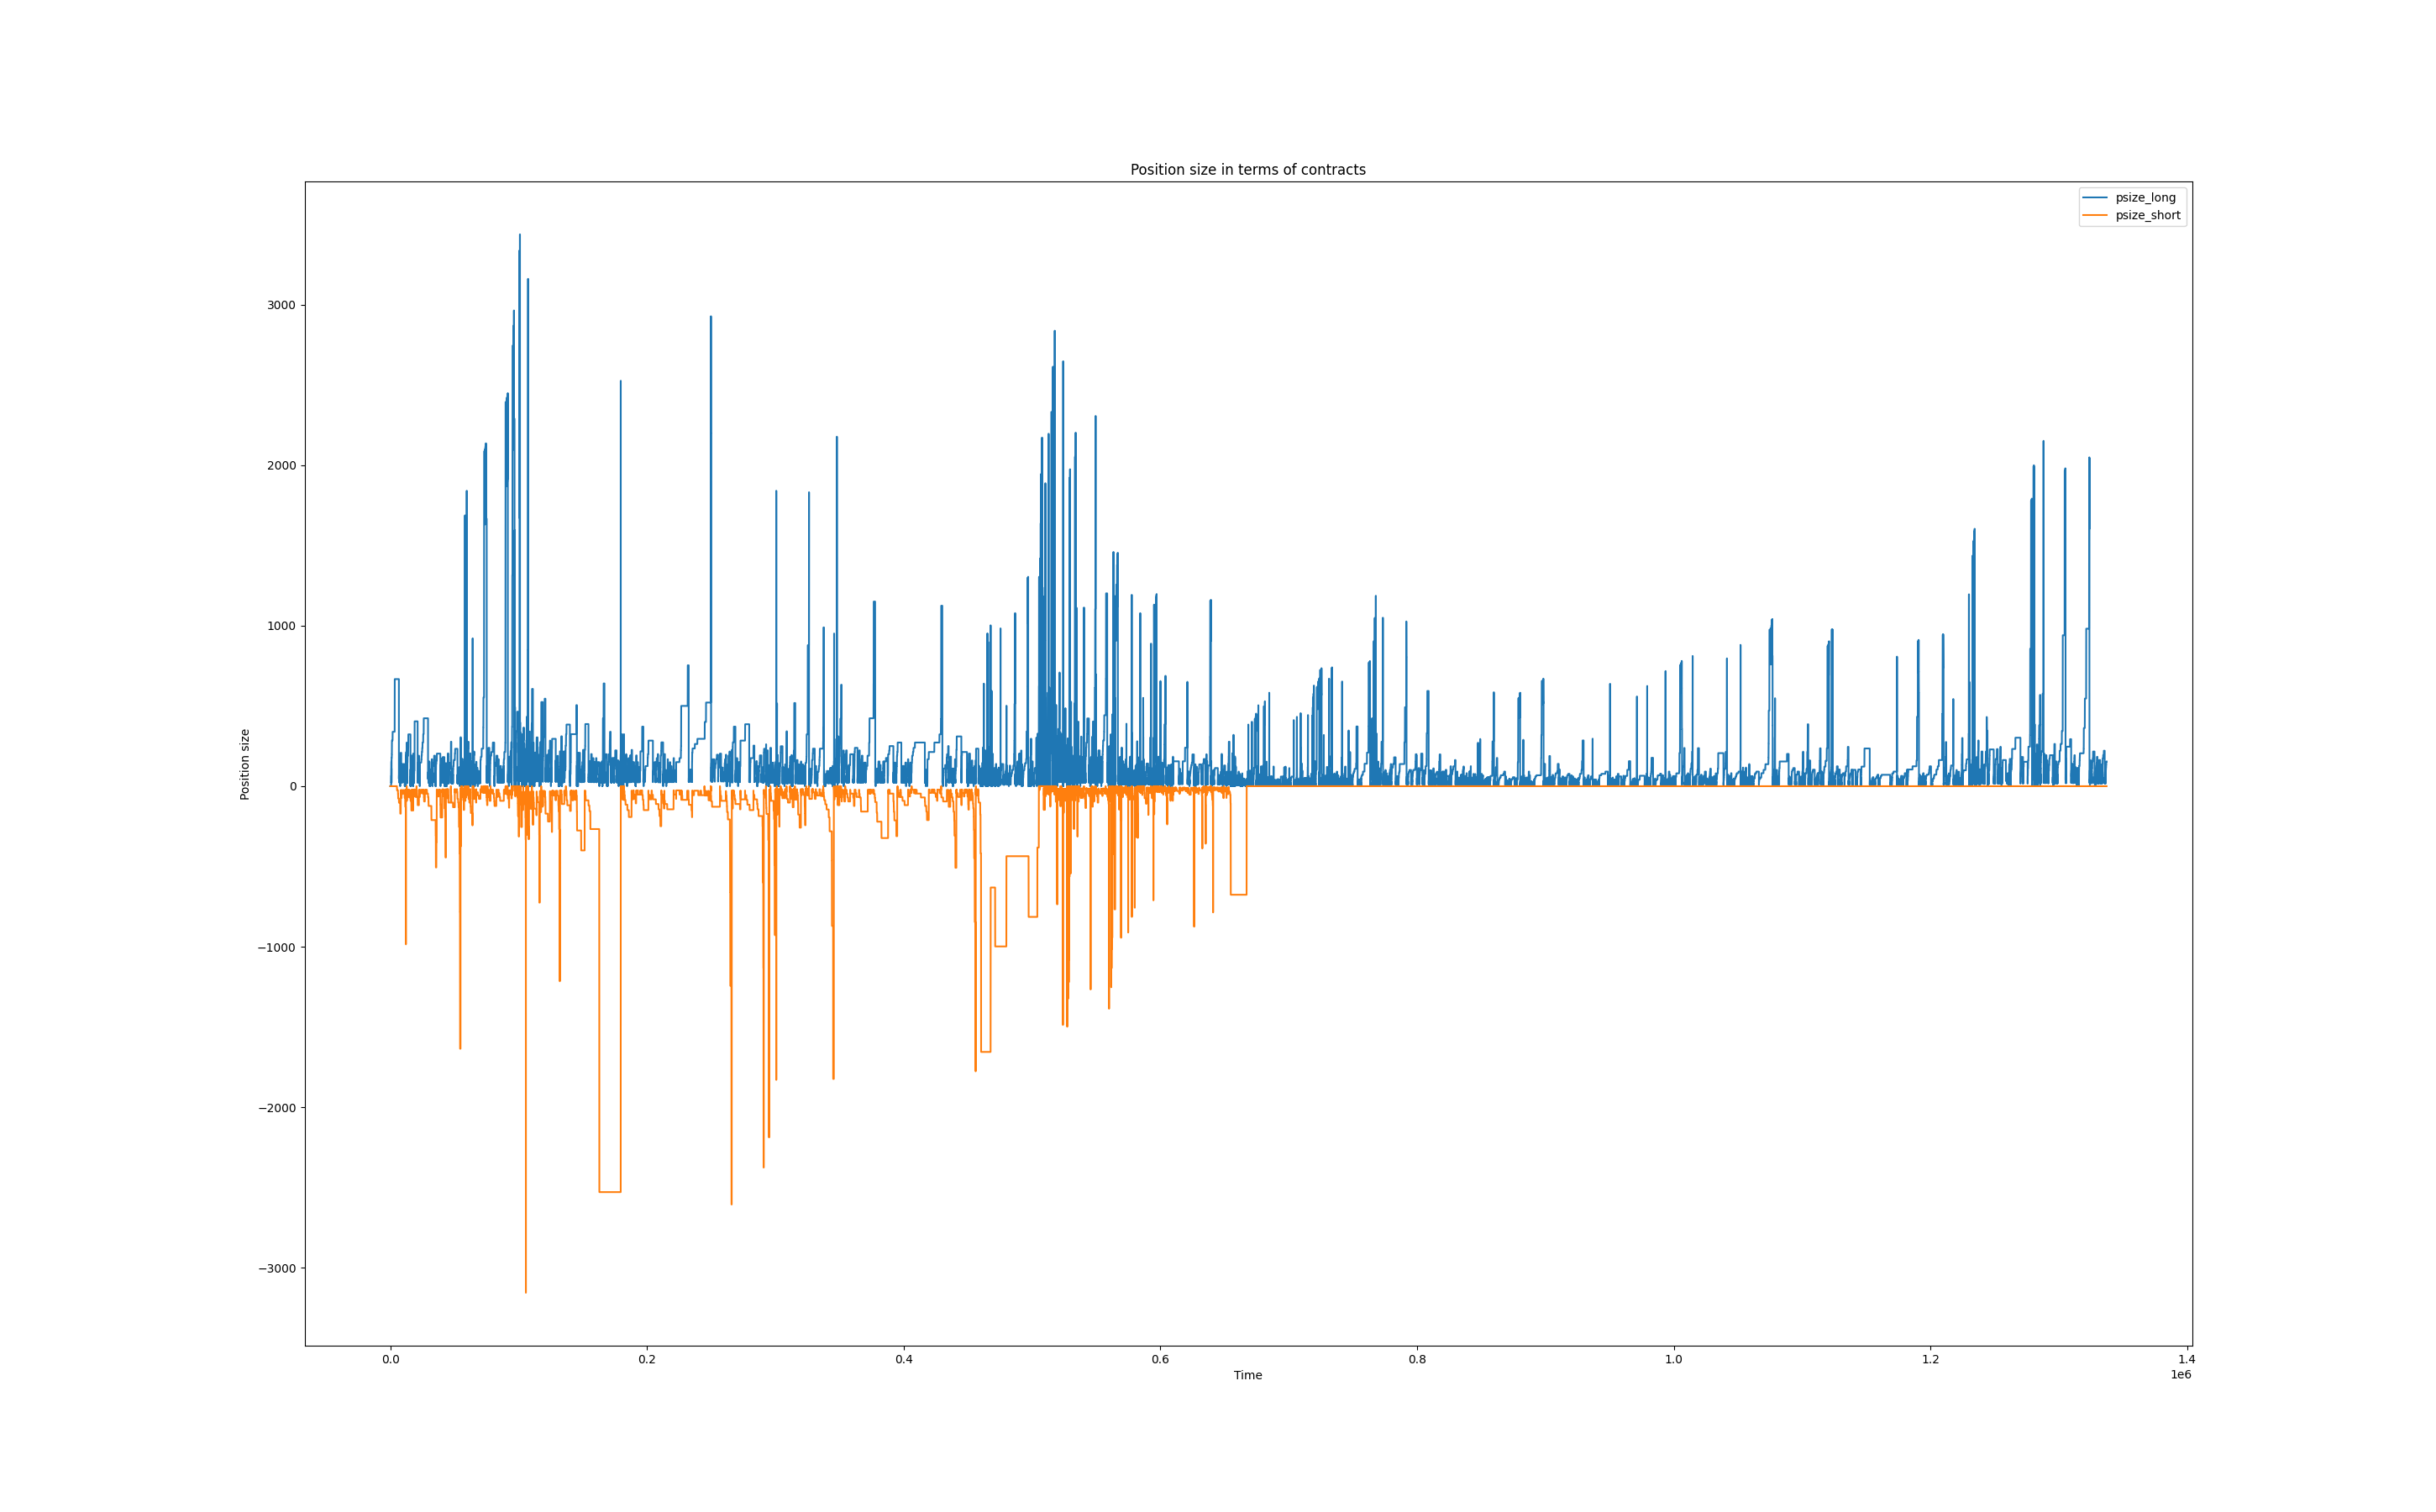 Position size in terms of contracts
psize_long
psize_short
3000
2000
1000
0
−1000
−2000
−3000
Position size
0.0
0.2
0.4
0.6
0.8
1.0
1.2
1.4
Time
1e6